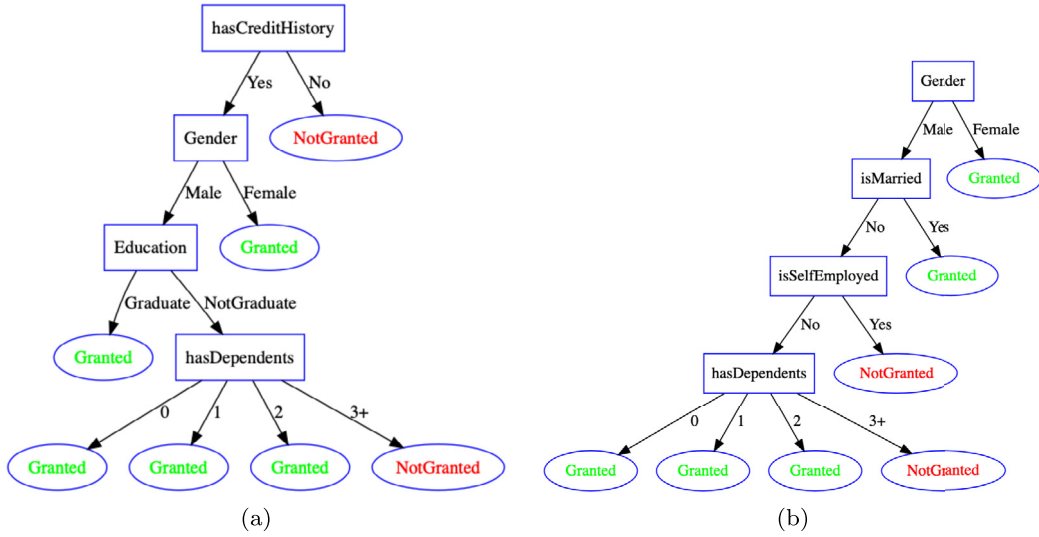 hasCreditHistory
Yes
No
Gender
NotGranted
Male
Female
Education
Granted
Graduate
NotGraduate
Granted
hasDependents
0
1
2
3+
Granted
Granted
Granted
NotGranted
(a)
Gender
Male
Female
isMarried
Granted
No
Yes
isSelfEmployed
Granted
No
Yes
hasDependents
NotGranted
0
1
2
3+
Granted
Granted
Granted
NotGranted
(b)